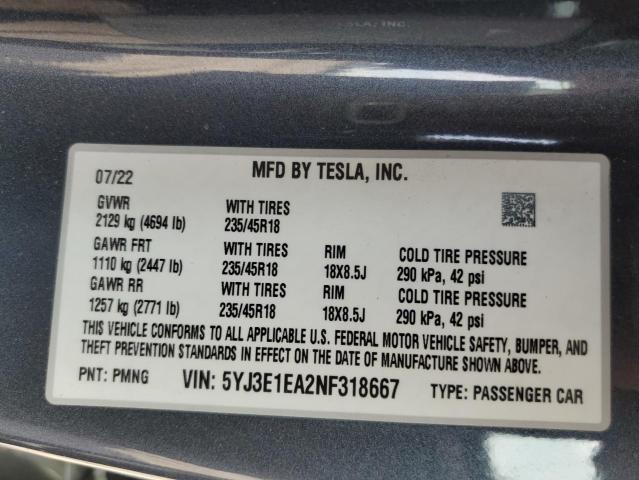 07/22 MFD BY TESLA, INC.
GVWR WITH TIRES
2129 kg (4694 lb) 235/45R18
GAWR FRT WITH TIRES RIM COLD TIRE PRESSURE
1110 kg (2447 lb) 235/45R18 18X8.5J 290 kPa, 42 psi
GAWR RR WITH TIRES RIM COLD TIRE PRESSURE
1257 kg (2771 lb) 235/45R18 18X8.5J 290 kPa, 42 psi
THIS VEHICLE CONFORMS TO ALL APPLICABLE U.S. FEDERAL MOTOR VEHICLE SAFETY, BUMPER, AND
THEFT PREVENTION STANDARDS IN EFFECT ON THE DATE OF MANUFACTURE SHOWN ABOVE.
PNT: PMNG VIN: 5YJ3E1EA2NF318667 TYPE: PASSENGER CAR